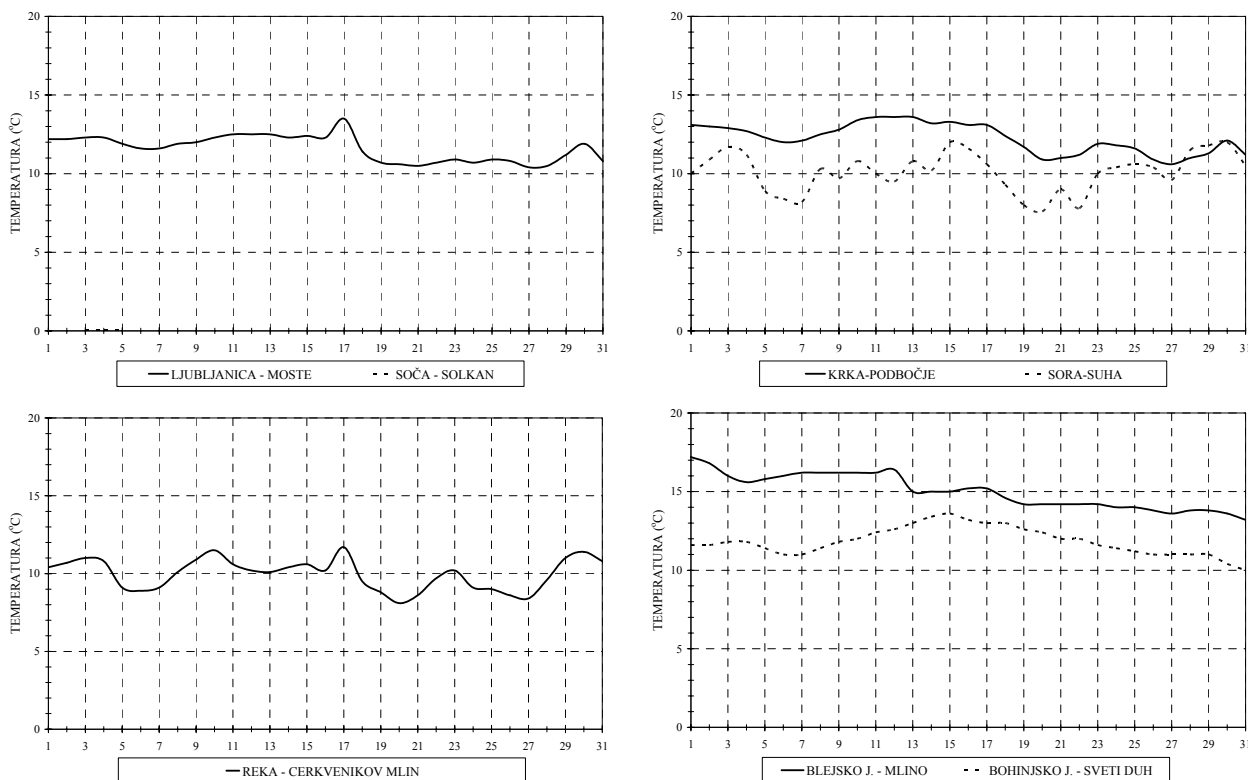 20
15
10
5
0
TEMPERATURA (°C)
1 3 5 7 9 11 13 15 17 19 21 23 25 27 29 31
LJUBLJANICA - MOSTE SOČA - SOLKAN
20
15
10
5
0
TEMPERATURA (°C)
1 3 5 7 9 11 13 15 17 19 21 23 25 27 29 31
KRKA-PODBOČJE SORA-SUHA
20
15
10
5
0
TEMPERATURA (°C)
1 3 5 7 9 11 13 15 17 19 21 23 25 27 29 31
REKA - CERKVENIKOV MLIN
20
15
10
5
0
TEMPERATURA (°C)
1 3 5 7 9 11 13 15 17 19 21 23 25 27 29 31
BLEJSKO J. - MLINO BOHINJSKO J. - SVETI DUH